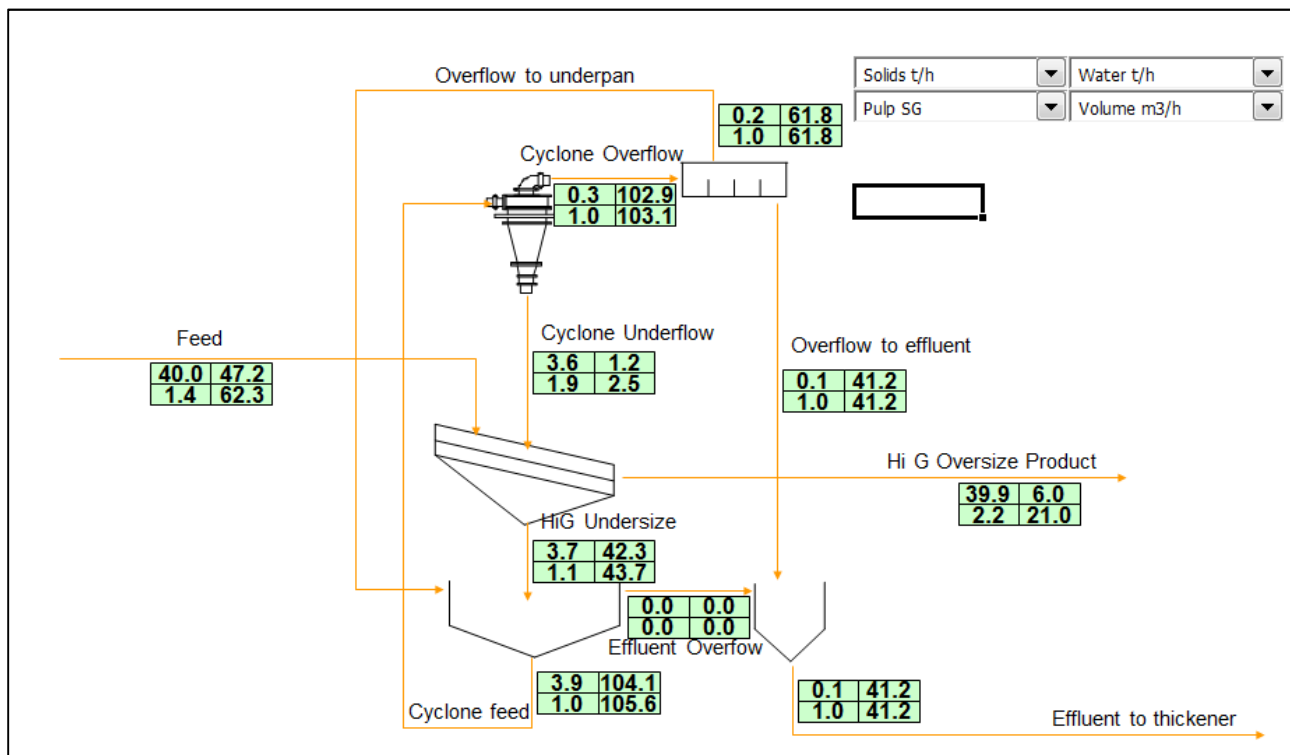 Overflow to underpan
Solids t/h Water t/h
Pulp SG Volume m3/h
0.2 61.8
1.0 61.8
Cyclone Overflow
0.3 102.9
1.0 103.1
Feed
40.0 47.2
1.4 62.3
Cyclone Underflow
3.6 1.2
1.9 2.5
Overflow to effluent
0.1 41.2
1.0 41.2
Hi G Oversize Product
39.9 6.0
2.2 21.0
HiG Undersize
3.7 42.3
1.1 43.7
0.0 0.0
0.0 0.0
Effluent Overfow
3.9 104.1
1.0 105.6
Cyclone feed
0.1 41.2
1.0 41.2
Effluent to thickener